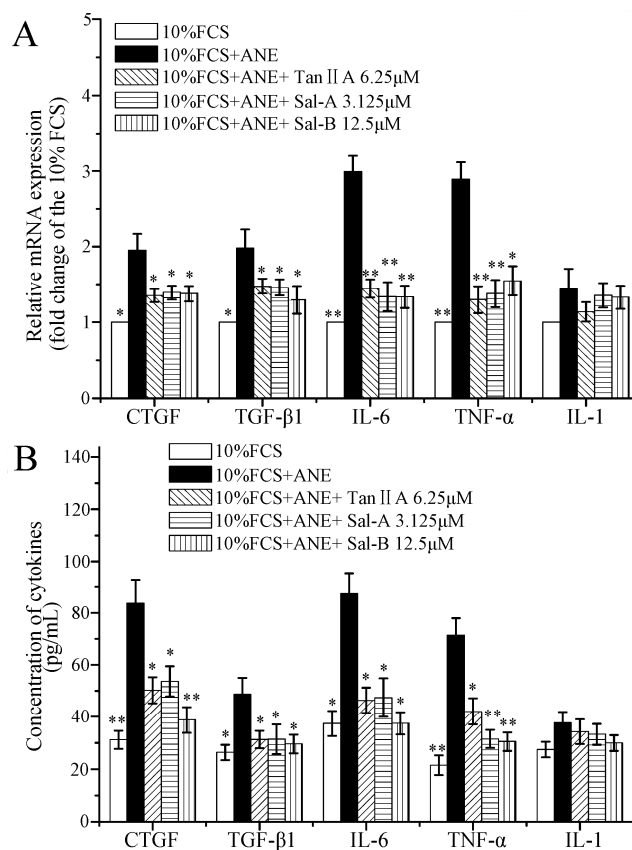 A
10%FCS
10%FCS+ANE
10%FCS+ANE+ TanⅡA 6.25μM
10%FCS+ANE+ Sal-A 3.125μM
10%FCS+ANE+ Sal-B 12.5μM
Relative mRNA expression
(fold change of the 10% FCS)
5
4
3
2
1
0
* * * *
* * * *
** ** ** **
** ** ** *
CTGF
TGF-β1
IL-6
TNF-α
IL-1
B
10%FCS
10%FCS+ANE
10%FCS+ANE+ TanⅡA 6.25μM
10%FCS+ANE+ Sal-A 3.125μM
10%FCS+ANE+ Sal-B 12.5μM
Concentration of cytokines
(pg/mL)
140
120
100
80
60
40
20
0
** * * **
* * * *
* * * *
** * ** **
CTGF
TGF-β1
IL-6
TNF-α
IL-1